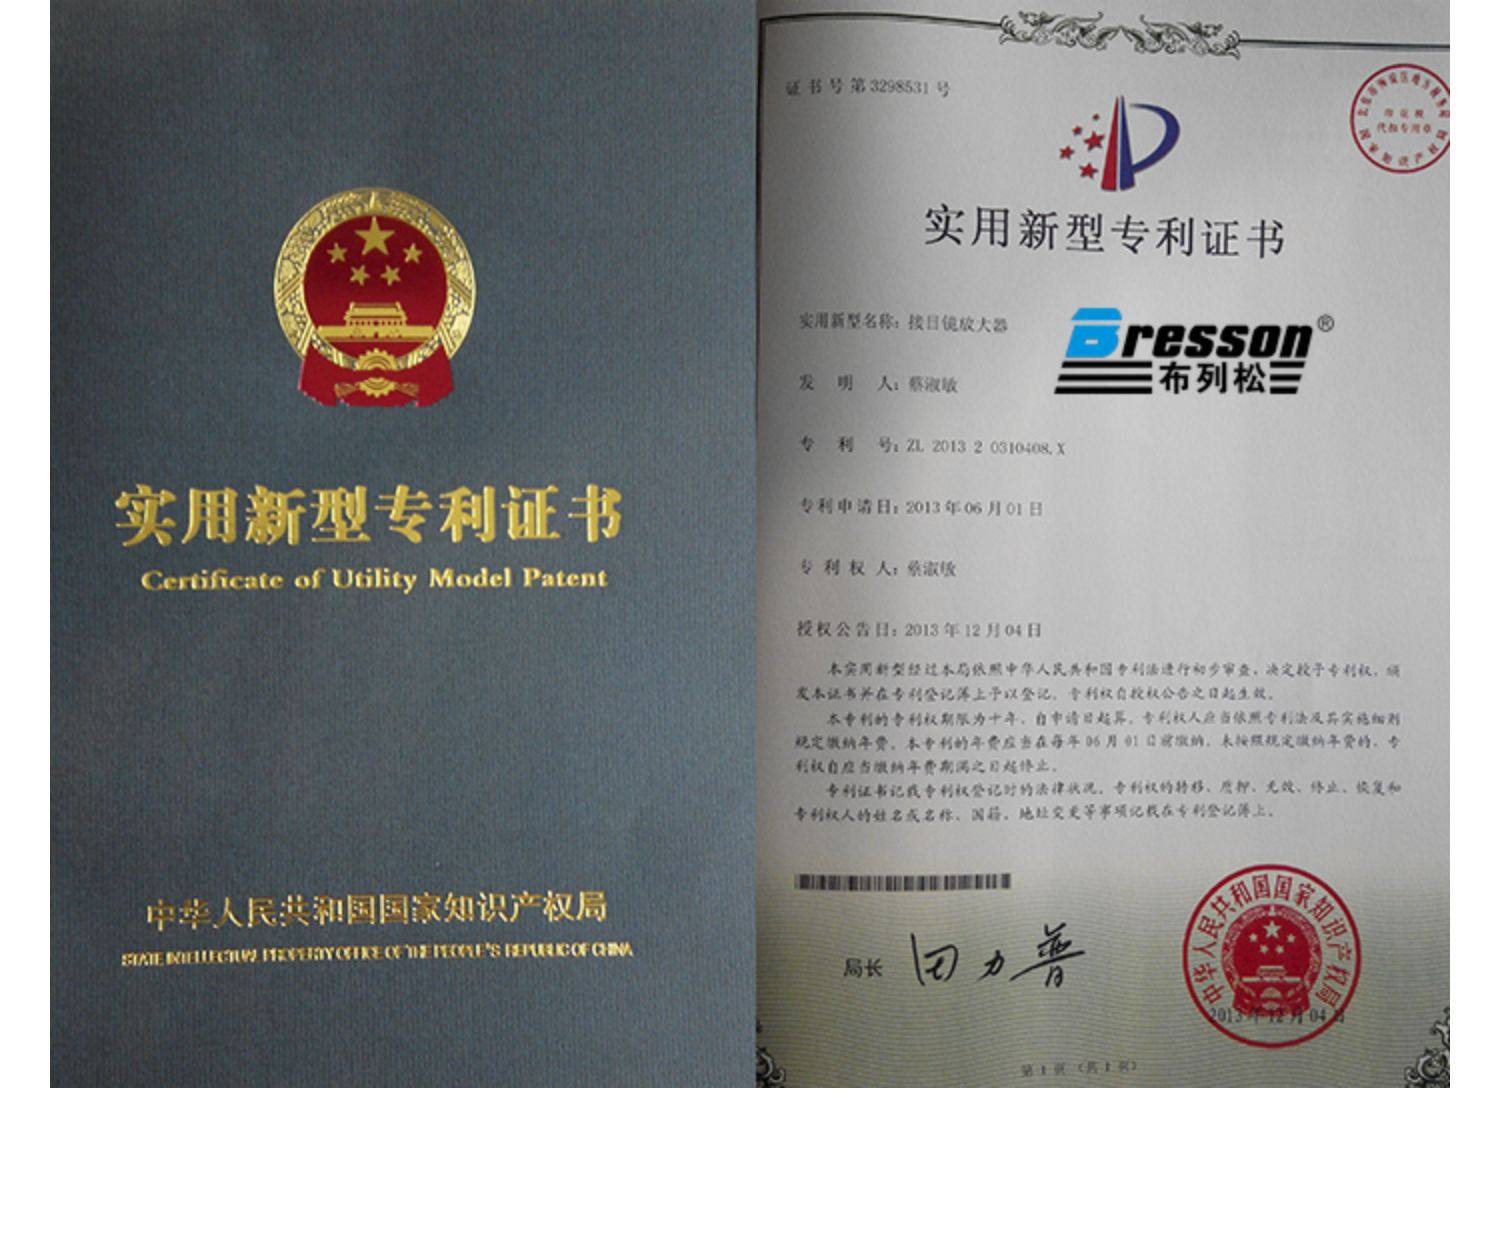 实用新型专利证书
Certificate of Utility Model Patent
中华人民共和国国家知识产权局
STATE INTELLECTUAL PROPERTY OFFICE OF THE PEOPLE'S REPUBLIC OF CHINA
证书号第3298531号
印花税
代扣专用章
国家知识产权局
实用新型专利证书
实用新型名称：接目镜放大器
Bresson®
布列松
发明人：蔡淑敏
专利号：ZL 2013 2 0310408.X
专利申请日：2013年06月01日
专利权人：蔡淑敏
授权公告日：2013年12月04日
本实用新型经过本局依照中华人民共和国专利法进行初步审查，决定授予专利权，颁
发本证书并在专利登记簿上予以登记。专利权自授权公告之日起生效。
本专利的专利权期限为十年，自申请日起算。专利权人应当依照专利法及其实施细则
规定缴纳年费。本专利的年费应当在每年06月01日前缴纳。未按照规定缴纳年费的，专
利权自应当缴纳年费期满之日起终止。
专利证书记载专利权登记时的法律状况。专利权的转移、质押、无效、终止、恢复和
专利权人的姓名或名称、国籍、地址变更等事项记载在专利登记簿上。
局长 田力普
中华人民共和国国家知识产权局
2013年12月04日
第1页（共1页）